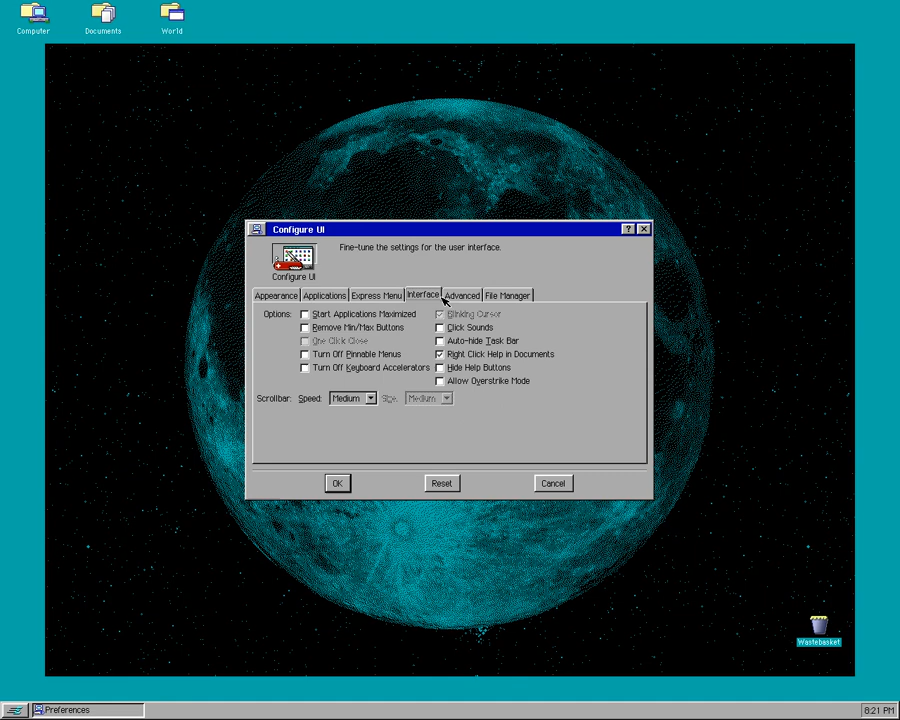 Computer
Documents
World
Configure UI
?
Fine-tune the settings for the user interface.
Configure UI
Appearance
Applications
Express Menu
Interface
Advanced
File Manager
Options:
Start Applications Maximized
Blinking Cursor
Remove Min/Max Buttons
Click Sounds
One Click Close
Auto-hide Task Bar
Turn Off Pinnable Menus
Right Click Help in Documents
Turn Off Keyboard Accelerators
Hide Help Buttons
Allow Overstrike Mode
Scrollbar: Speed: Medium Size: Medium
OK
Reset
Cancel
Wastebasket
Preferences
8:21 PM